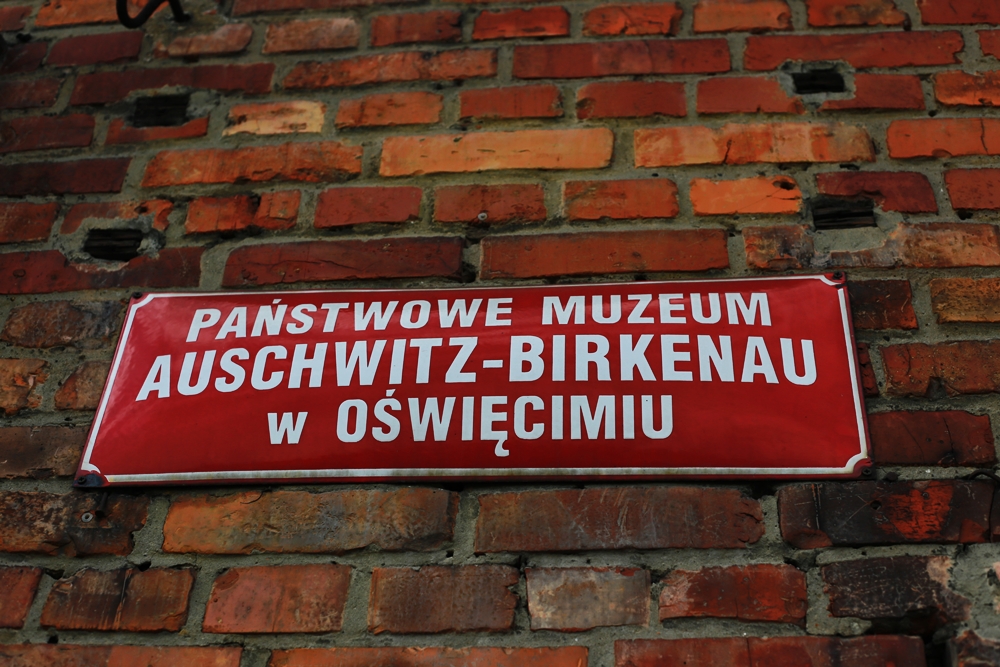 PAŃSTWOWE MUZEUM
AUSCHWITZ-BIRKENAU
w OŚWIĘCIMIU